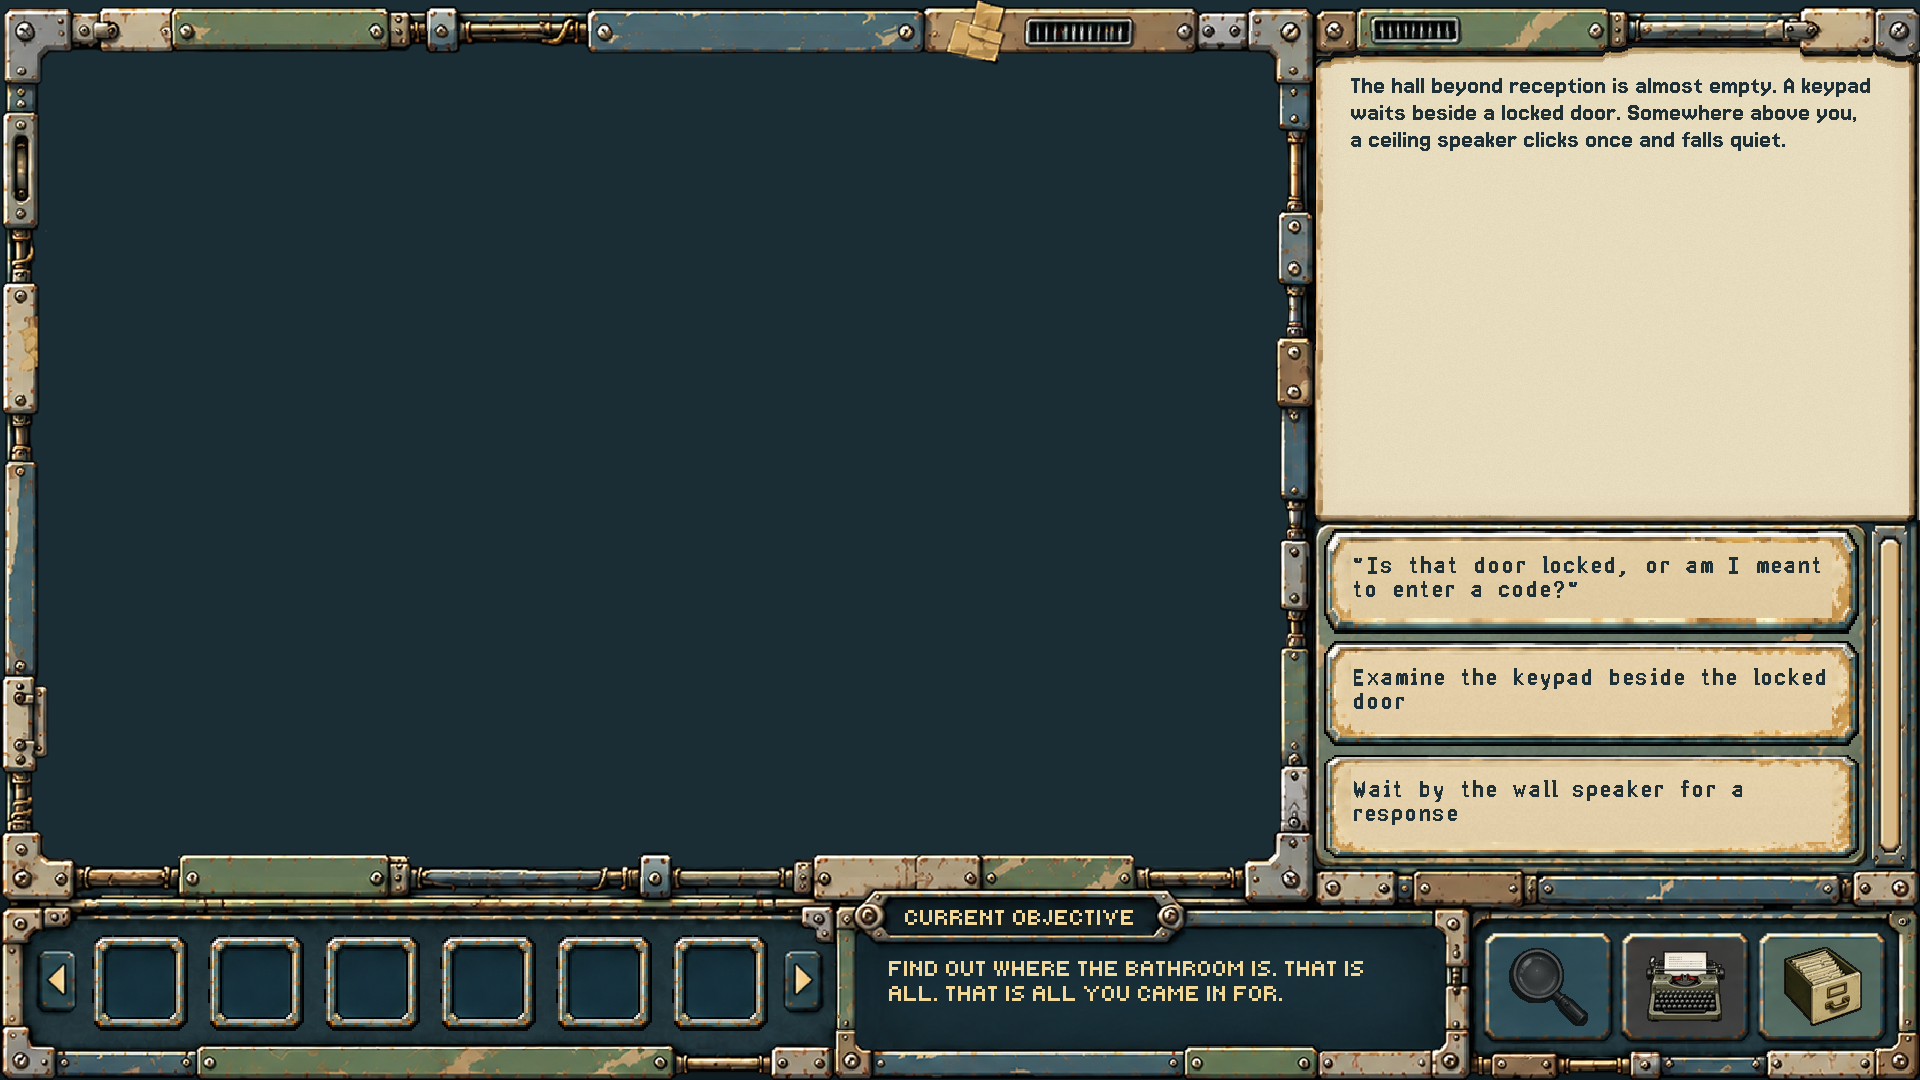 The hall beyond reception is almost empty. A keypad
waits beside a locked door. Somewhere above you,
a ceiling speaker clicks once and falls quiet.
"Is that door locked, or am I meant
to enter a code?"
Examine the keypad beside the locked
door
Wait by the wall speaker for a
response
CURRENT OBJECTIVE
FIND OUT WHERE THE BATHROOM IS. THAT IS
ALL. THAT IS ALL YOU CAME IN FOR.